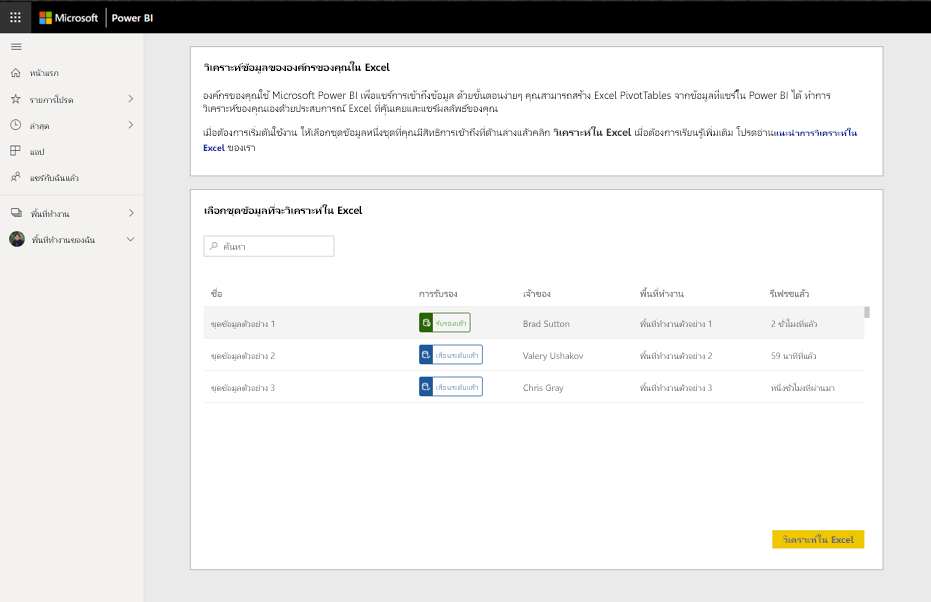 Microsoft Power BI
หน้าแรก
รายการโปรด
ล่าสุด
แอป
แชร์กับฉันแล้ว
พื้นที่ทำงาน
พื้นที่ทำงานของฉัน
วิเคราะห์ข้อมูลขององค์กรของคุณใน Excel
องค์กรของคุณใช้ Microsoft Power BI เพื่อแชร์การเข้าถึงข้อมูล ด้วยขั้นตอนง่ายๆ คุณสามารถสร้าง Excel PivotTables จากข้อมูลที่แชร์ใน Power BI ได้ ทำการ
วิเคราะห์ของคุณเองด้วยประสบการณ์ Excel ที่คุ้นเคยและแชร์ผลลัพธ์ของคุณ
เมื่อต้องการเริ่มต้นใช้งาน ให้เลือกชุดข้อมูลหนึ่งชุดที่คุณมีสิทธิการเข้าถึงที่ด้านล่างแล้วคลิก วิเคราะห์ใน Excel เมื่อต้องการเรียนรู้เพิ่มเติม โปรดอ่านแนะนำการวิเคราะห์ใน
Excel ของเรา
เลือกชุดข้อมูลที่จะวิเคราะห์ใน Excel
ค้นหา
ชื่อ การรับรอง เจ้าของ พื้นที่ทำงาน รีเฟรชแล้ว
ชุดข้อมูลตัวอย่าง 1 รับรองแล้ว Brad Sutton พื้นที่ทำงานตัวอย่าง 1 2 ชั่วโมงที่แล้ว
ชุดข้อมูลตัวอย่าง 2 เลื่อนระดับแล้ว Valery Ushakov พื้นที่ทำงานตัวอย่าง 2 59 นาทีที่แล้ว
ชุดข้อมูลตัวอย่าง 3 เลื่อนระดับแล้ว Chris Gray พื้นที่ทำงานตัวอย่าง 3 หนึ่งชั่วโมงที่ผ่านมา
วิเคราะห์ใน Excel